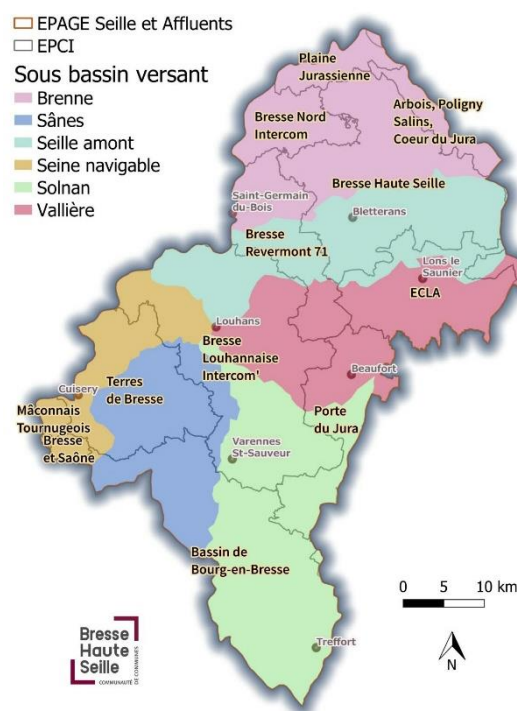 EPAGE Seille et Affluents
EPCI
Sous bassin versant
Brenne
Sânes
Seille amont
Seine navigable
Solnan
Vallière
Plaine
Jurassienne
Bresse Nord
Intercom
Arbois, Poligny
Salins,
Coeur du Jura
Bresse Haute Seille
Saint-Germain
du-Bois
Bletterans
Bresse
Revermont 71
Lons le
Saunier
ECLA
Louhans
Bresse
Louhannaise
Intercom'
Beaufort
Cuisery
Terres
de Bresse
Mâconnais
Tournugeois
Bresse
et Saône
Porte
du Jura
Varennes
St-Sauveur
Bassin de
Bourg-en-Bresse
Treffort
0 5 10 km
N
Bresse
Haute
Seille
COMMUNAUTÉ DE COMMUNES